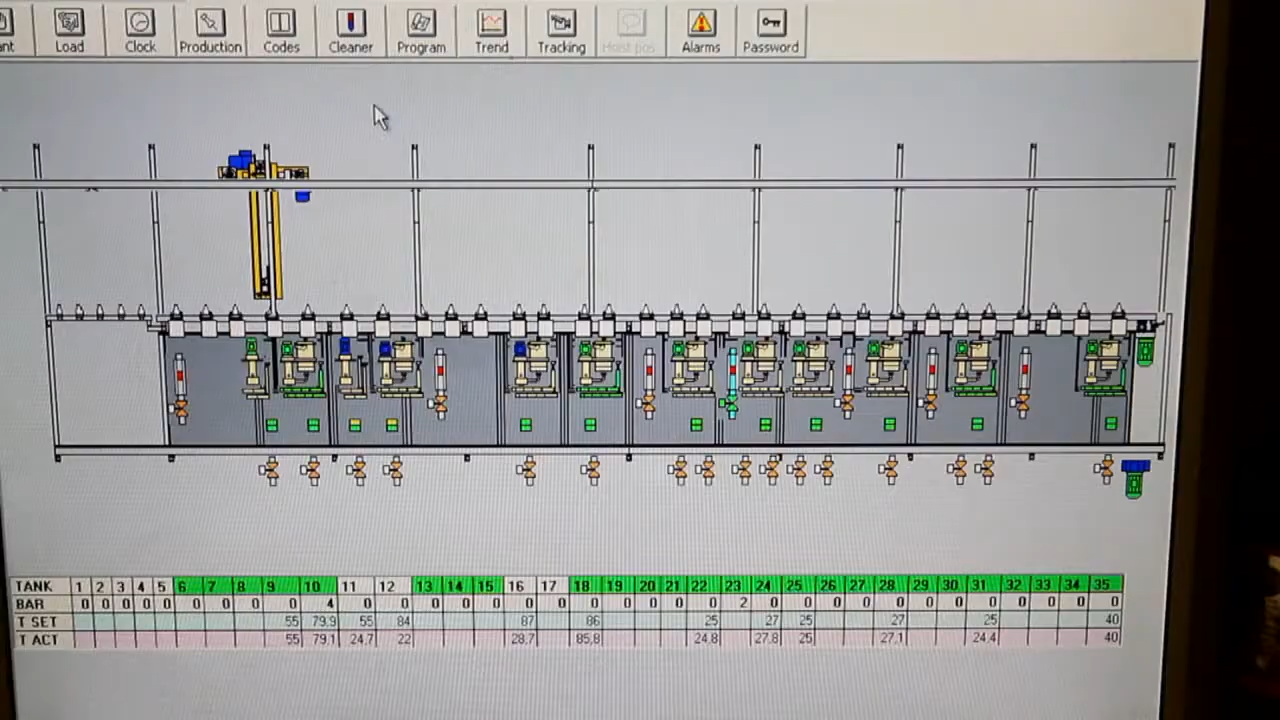 nt Load Clock Production Codes Cleaner Program Trend Tracking Hoist pos Alarms Password
TANK 1 2 3 4 5 6 7 8 9 10 11 12 13 14 15 16 17 18 19 20 21 22 23 24 25 26 27 28 29 30 31 32 33 34 35
BAR 0 0 0 0 0 0 0 0 0 4 0 0 0 0 0 0 0 0 0 0 0 0 2 0 0 0 0 0 0 0 0 0 0 0 0
T SET 55 79.9 55 84 87 86 25 27 25 27 25 40
T ACT 55 79.1 24.7 22 28.7 85.8 24.8 27.8 25 27.1 24.4 40